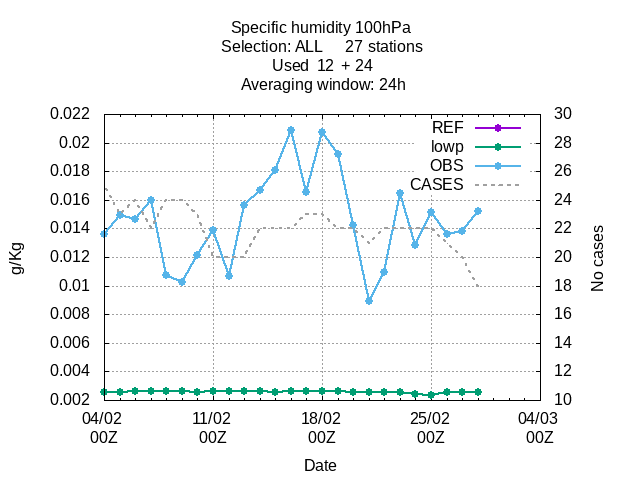 Specific humidity 100hPa
Selection: ALL 27 stations
Used 12 + 24
Averaging window: 24h
0.022 30
0.02 28
0.018 26
0.016 24
0.014 22
0.012 20
0.01 18
0.008 16
0.006 14
0.004 12
0.002 10
REF
lowp
OBS
CASES
g/Kg
No cases
04/02 11/02 18/02 25/02 04/03
00Z 00Z 00Z 00Z 00Z
Date